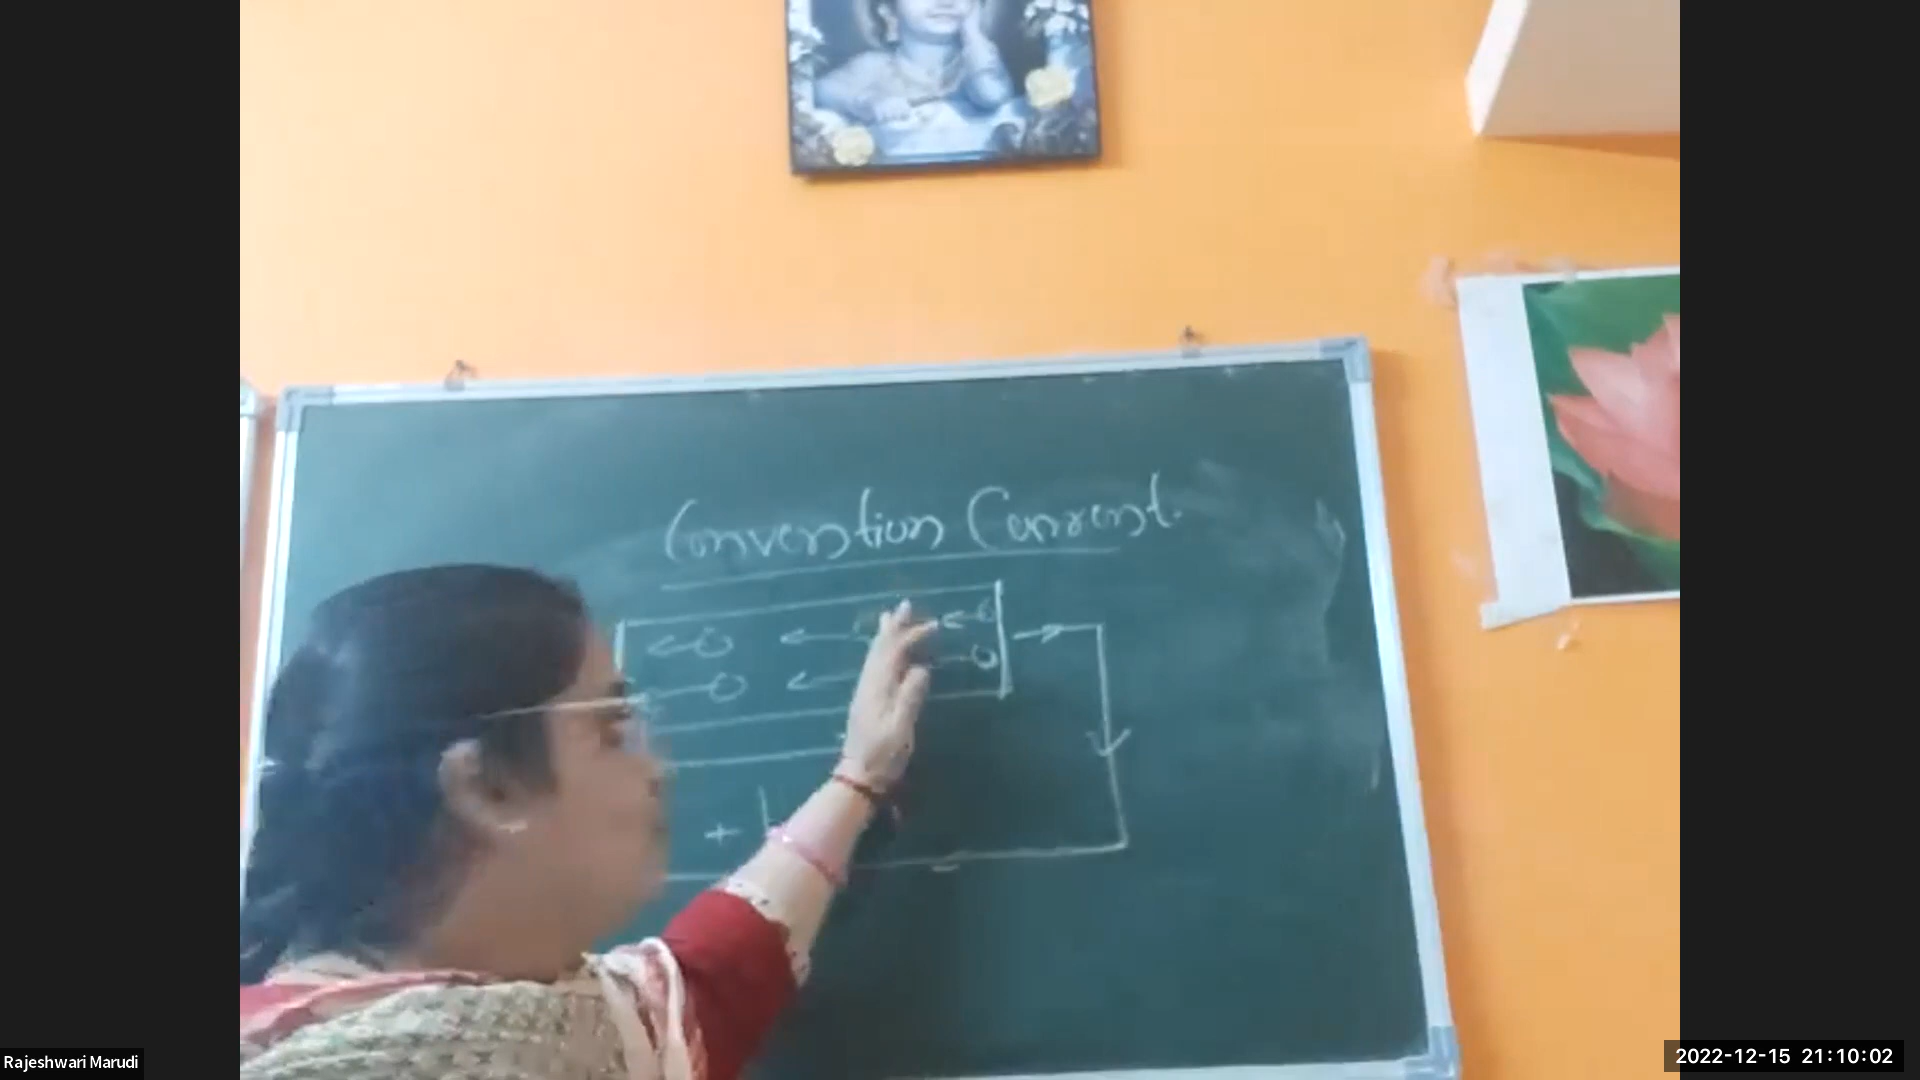 Convention Current.
+
Rajeshwari Marudi
2022-12-15 21:10:02